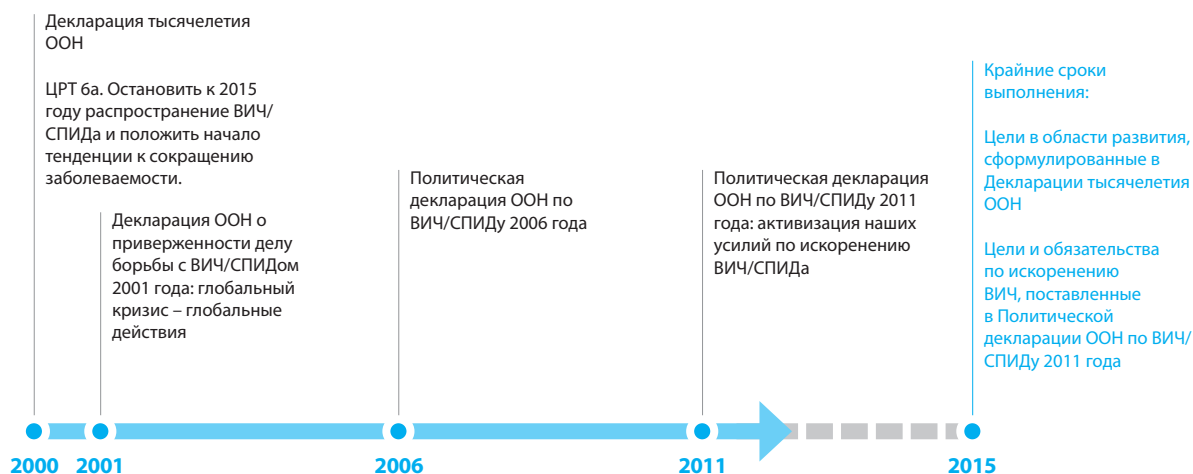 Декларация тысячелетия
ООН
ЦРТ 6а. Остановить к 2015
году распространение ВИЧ/
СПИДа и положить начало
тенденции к сокращению
заболеваемости.
Декларация ООН о
приверженности делу
борьбы с ВИЧ/СПИДом
2001 года: глобальный
кризис – глобальные
действия
Политическая
декларация ООН по
ВИЧ/СПИДу 2006 года
Политическая декларация
ООН по ВИЧ/СПИДу 2011
года: активизация наших
усилий по искоренению
ВИЧ/СПИДа
Крайние сроки
выполнения:
Цели в области развития,
сформулированные в
Декларации тысячелетия
ООН
Цели и обязательства
по искоренению
ВИЧ, поставленные
в Политической
декларации ООН по ВИЧ/
СПИДу 2011 года
2000 2001 2006 2011 2015